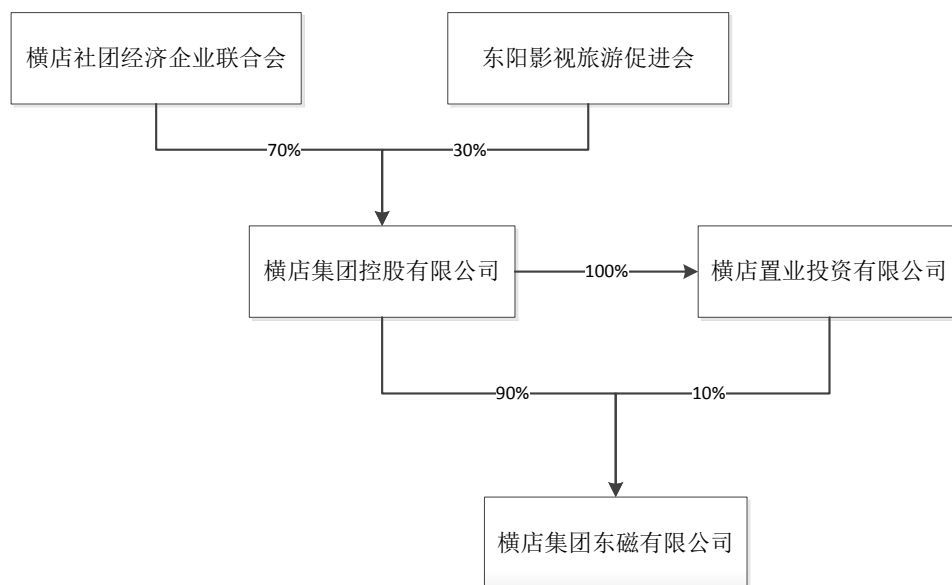 横店社团经济企业联合会
东阳影视旅游促进会
70%
30%
横店集团控股有限公司
100%
横店置业投资有限公司
90%
10%
横店集团东磁有限公司